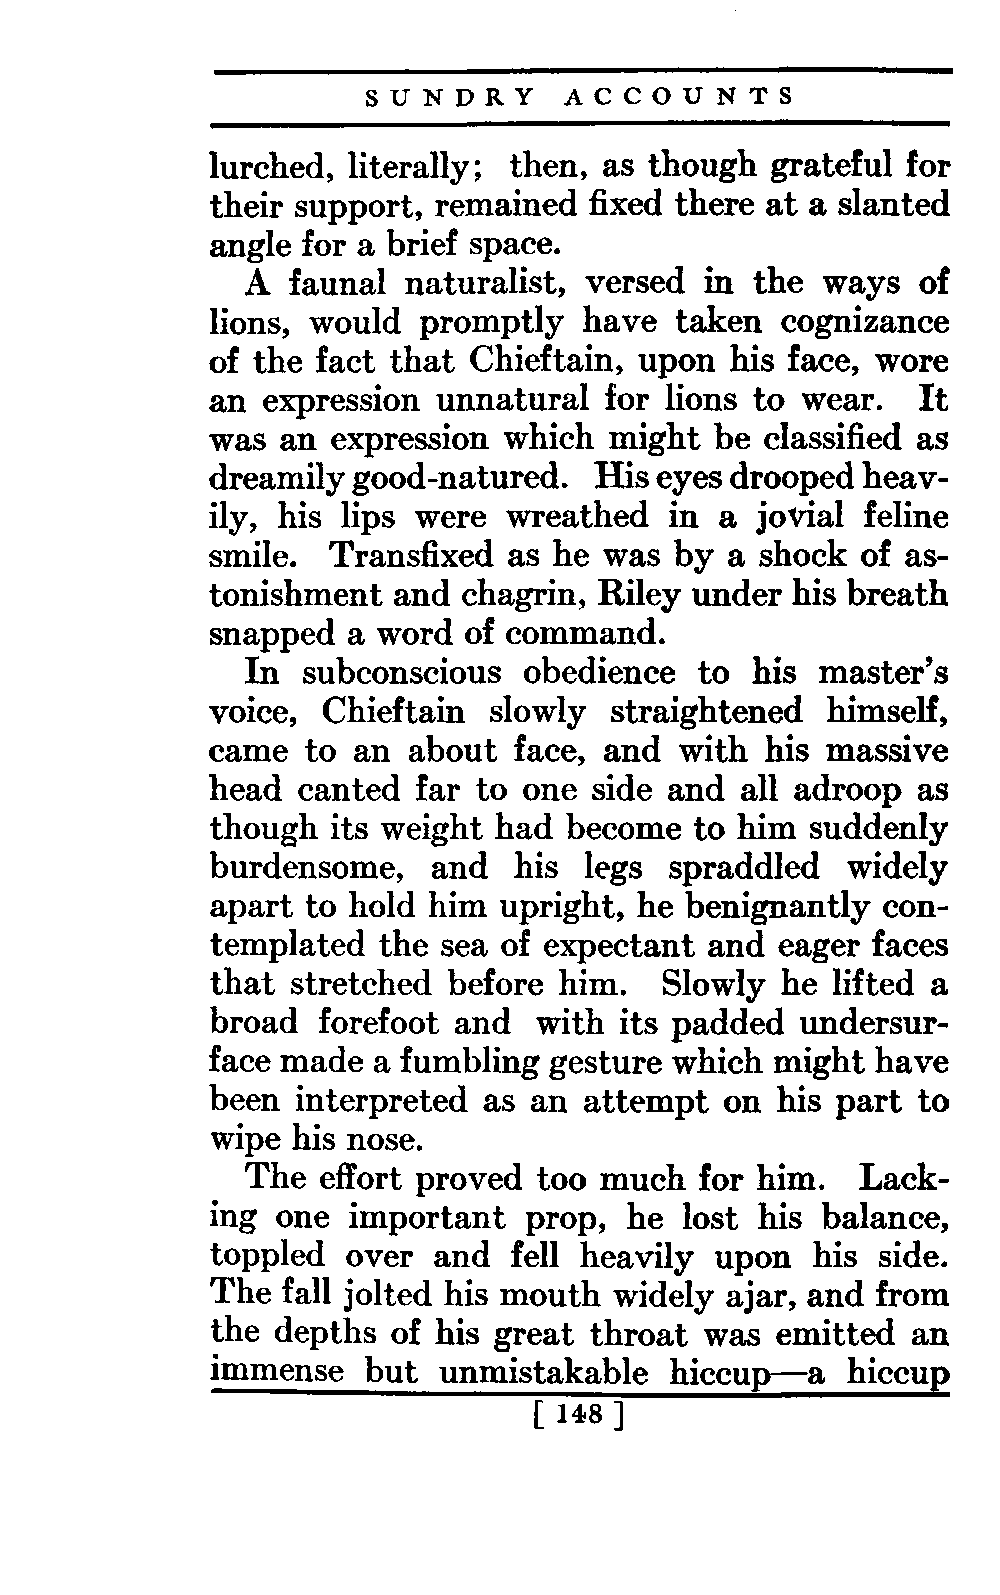 SUNDRY ACCOUNTS
lurched, literally; then, as though grateful for
their support, remained fixed there at a slanted
angle for a brief space.
A faunal naturalist, versed in the ways of
lions, would promptly have taken cognizance
of the fact that Chieftain, upon his face, wore
an expression unnatural for lions to wear. It
was an expression which might be classified as
dreamily good-natured. His eyes drooped heav-
ily, his lips were wreathed in a jovial feline
smile. Transfixed as he was by a shock of as-
tonishment and chagrin, Riley under his breath
snapped a word of command.
In subconscious obedience to his master's
voice, Chieftain slowly straightened himself,
came to an about face, and with his massive
head canted far to one side and all adroop as
though its weight had become to him suddenly
burdensome, and his legs spraddled widely
apart to hold him upright, he benignantly con-
templated the sea of expectant and eager faces
that stretched before him. Slowly he lifted a
broad forefoot and with its padded undersur-
face made a fumbling gesture which might have
been interpreted as an attempt on his part to
wipe his nose.
The effort proved too much for him. Lack-
ing one important prop, he lost his balance,
toppled over and fell heavily upon his side.
The fall jolted his mouth widely ajar, and from
the depths of his great throat was emitted an
immense but unmistakable hiccup—a hiccup
[ 148 ]